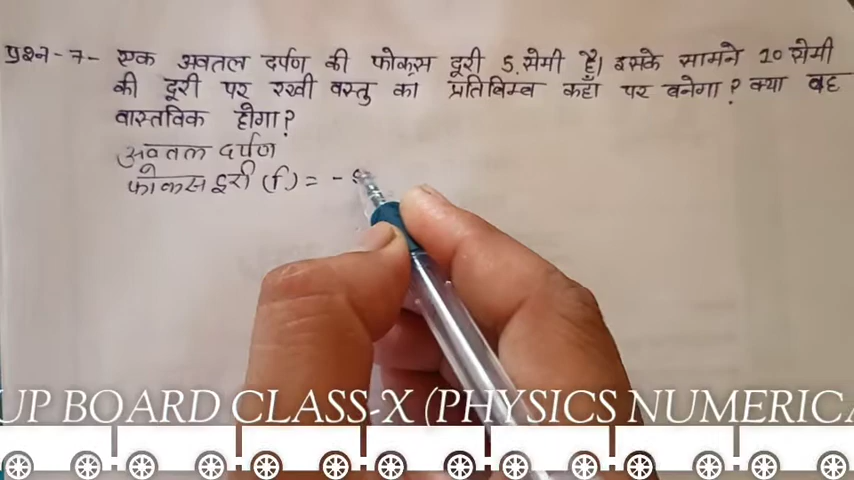 प्रश्न-7- एक अवतल दर्पण की फोकस दूरी 5 सेमी है। इसके सामने 10 सेमी
की दूरी पर रखी वस्तु का प्रतिबिम्ब कहाँ पर बनेगा? क्या वह
वास्तविक होगा?
अवतल दर्पण
फोकस दूरी (f) = -
UP BOARD CLASS-X (PHYSICS NUMERICA